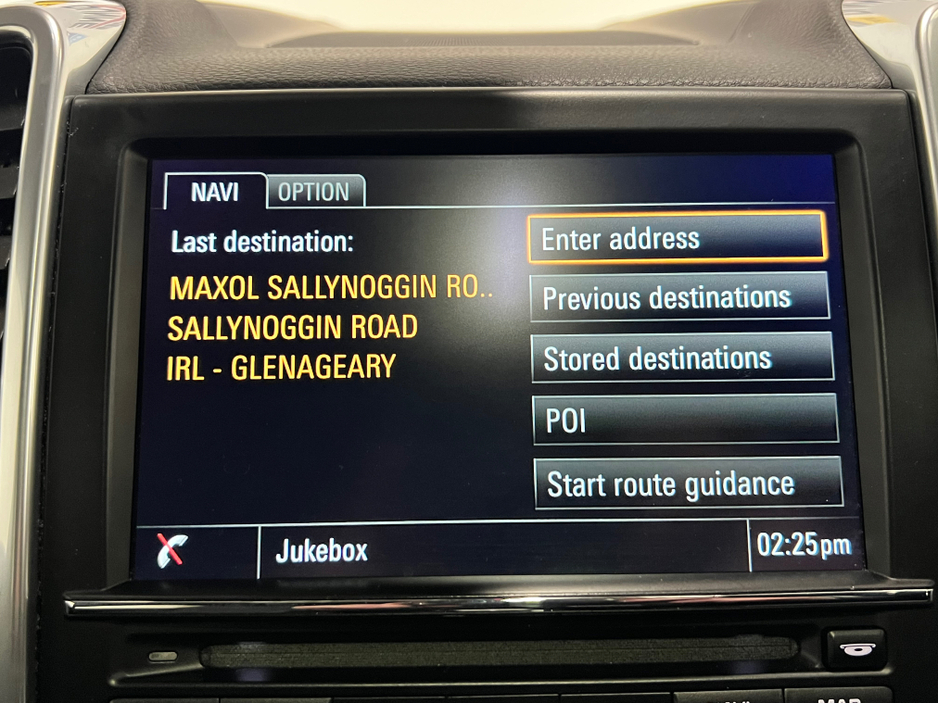 NAVI OPTION
Last destination:
MAXOL SALLYNOGGIN RO..
SALLYNOGGIN ROAD
IRL - GLENAGEARY
Enter address
Previous destinations
Stored destinations
POI
Start route guidance
Jukebox
02:25pm
MAP